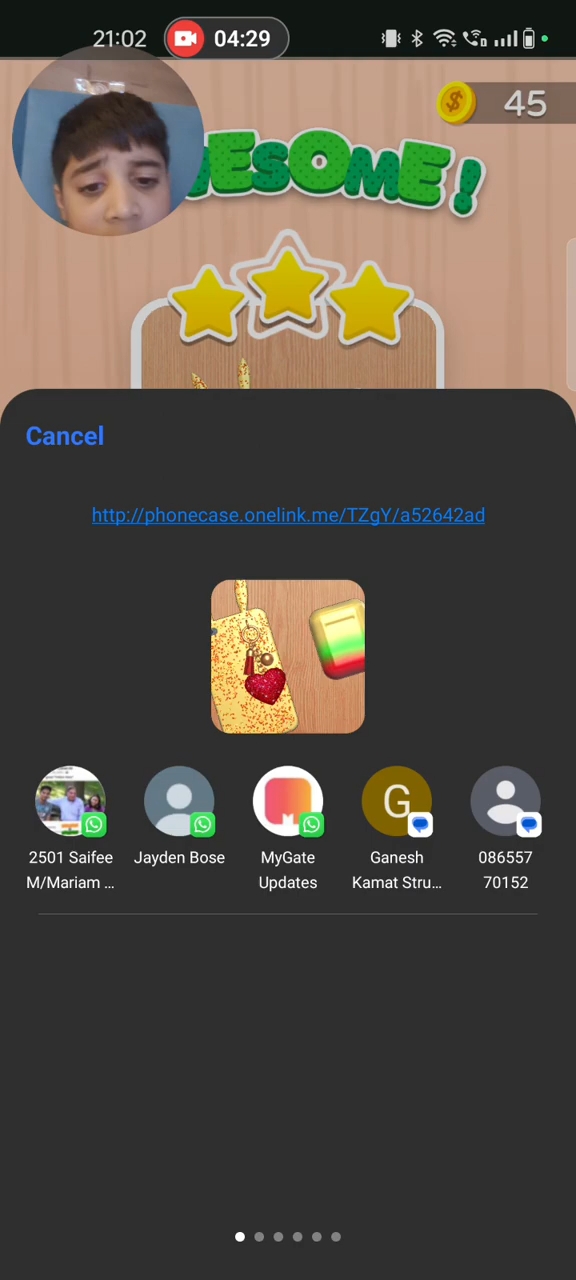 21:02
04:29
45
ESOME!
Cancel
http://phonecase.onelink.me/TZgY/a52642ad
2501 Saifee
M/Mariam ...
Jayden Bose
MyGate
Updates
G
Ganesh
Kamat Stru...
086557
70152